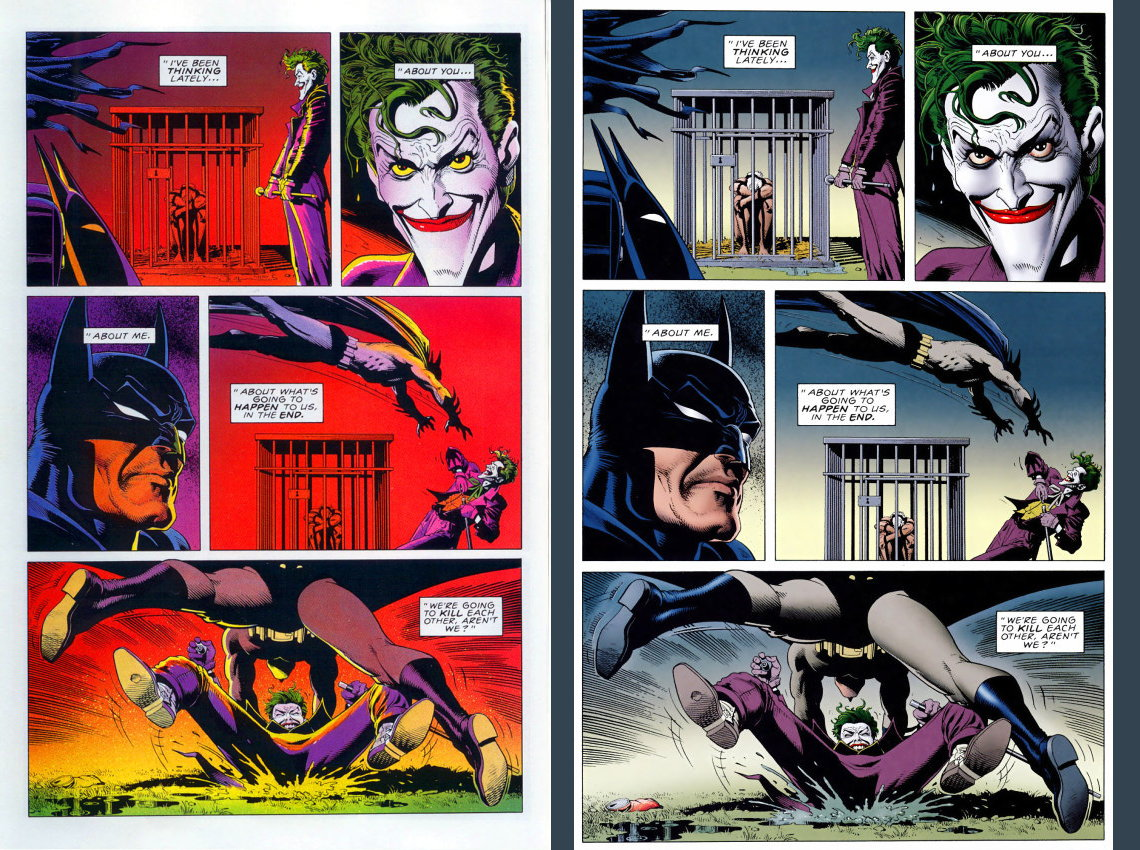 "I'VE BEEN
THINKING
LATELY...
"ABOUT YOU...
"ABOUT ME.
"ABOUT WHAT'S
GOING TO
HAPPEN TO US,
IN THE END.
"WE'RE GOING
TO KILL EACH
OTHER, AREN'T
WE?"
"I'VE BEEN
THINKING
LATELY...
"ABOUT YOU...
"ABOUT ME.
"ABOUT WHAT'S
GOING TO
HAPPEN TO US,
IN THE END.
"WE'RE GOING
TO KILL EACH
OTHER, AREN'T
WE?"